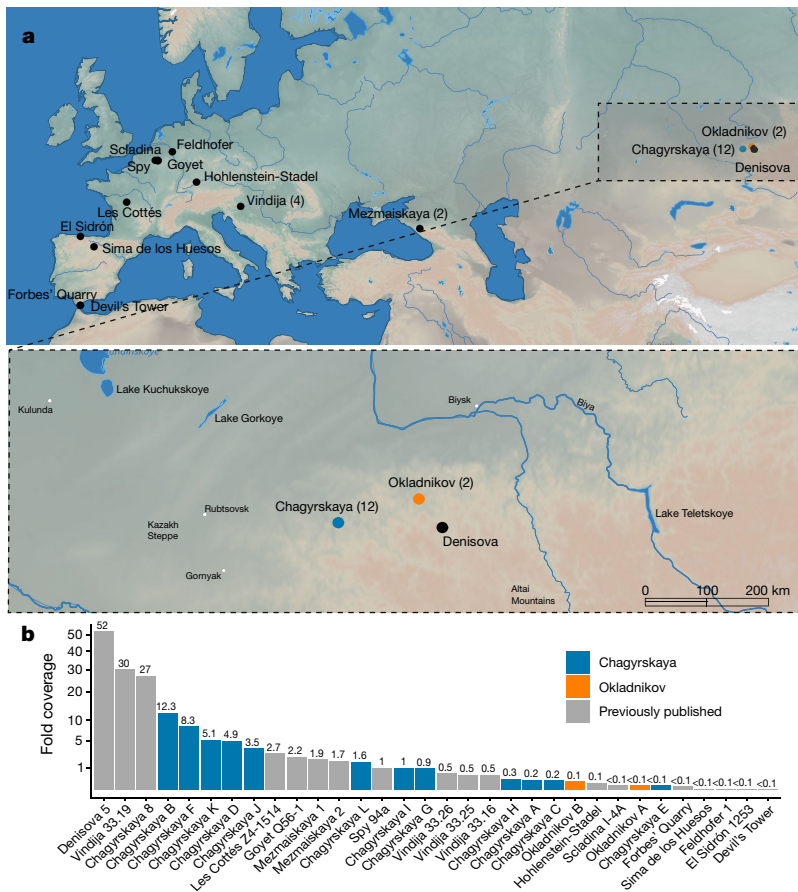 a
Scladina
Feldhofer
Spy
Goyet
Hohlenstein-Stadel
Les Cottés
Vindija (4)
El Sidrón
Sima de los Huesos
Mezmaiskaya (2)
Forbes' Quarry
Devil's Tower
Okladnikov (2)
Chagyrskaya (12)
Denisova
Lake Kuchukskoye
Kulunda
Lake Gorkoye
Biysk
Biya
Okladnikov (2)
Chagyrskaya (12)
Rubtsovsk
Kazakh
Steppe
Denisova
Lake Teletskoye
Gornyak
Altai
Mountains
0 100 200 km
b
Fold coverage
50
40
30
20
10
5
1
52 30 27 12.3 8.3 5.1 4.9 3.5 2.7 2.2 1.9 1.7 1.6 1 1 0.9 0.5 0.5 0.5 0.3 0.2 0.2 0.1 0.1 <0.1 <0.1 <0.1 <0.1 <0.1 <0.1 <0.1 <0.1
Chagyrskaya
Okladnikov
Previously published
Denisova 5
Vindija 33.19
Chagyrskaya 8
Chagyrskaya B
Chagyrskaya F
Chagyrskaya K
Chagyrskaya D
Chagyrskaya J
Les Cottés Z4-1514
Goyet Q56-1
Mezmaiskaya 1
Mezmaiskaya 2
Chagyrskaya L
Spy 94a
Chagyrskaya I
Chagyrskaya G
Vindija 33.26
Vindija 33.25
Vindija 33.16
Chagyrskaya H
Chagyrskaya A
Chagyrskaya C
Okladnikov B
Hohlenstein-Stadel
Scladina I-4A
Okladnikov A
Chagyrskaya E
Forbes' Quarry
Sima de los Huesos
Feldhofer 1
El Sidrón 1253
Devil's Tower